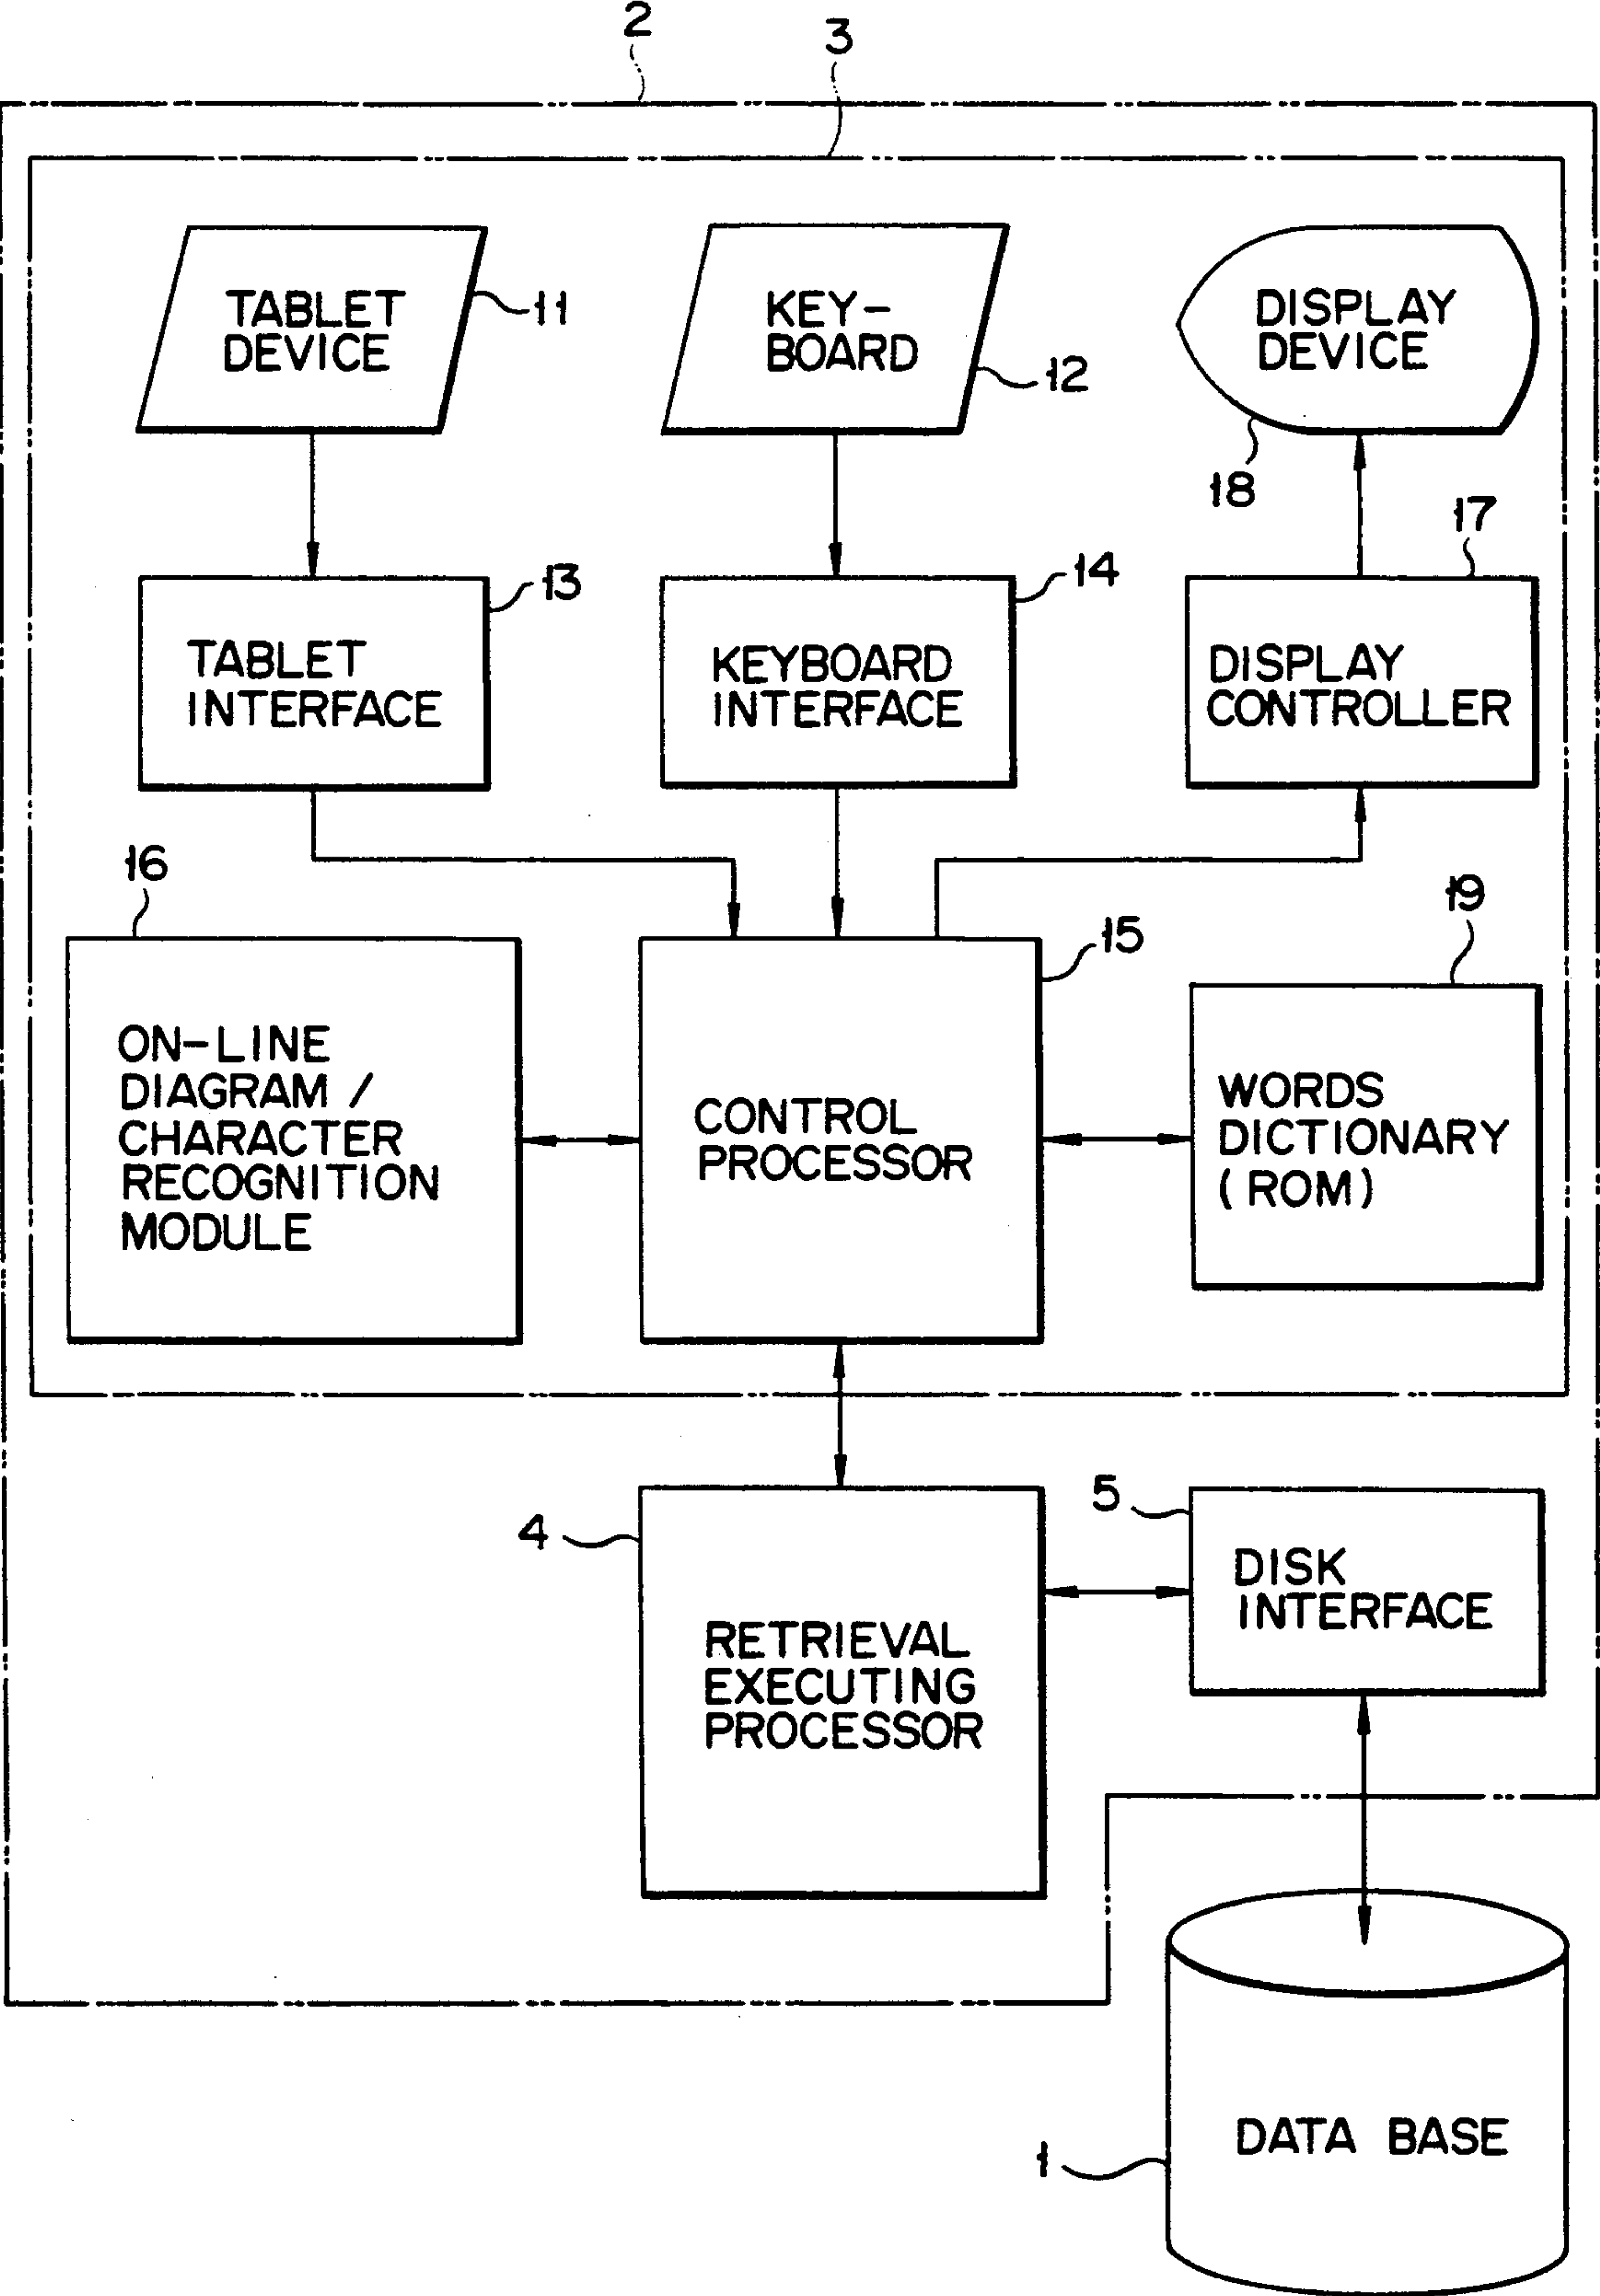 2
3
TABLET
DEVICE
11
KEY-
BOARD
12
DISPLAY
DEVICE
18
17
13
14
TABLET
INTERFACE
KEYBOARD
INTERFACE
DISPLAY
CONTROLLER
16
15
19
ON-LINE
DIAGRAM /
CHARACTER
RECOGNITION
MODULE
CONTROL
PROCESSOR
WORDS
DICTIONARY
(ROM)
4
5
RETRIEVAL
EXECUTING
PROCESSOR
DISK
INTERFACE
1
DATA BASE